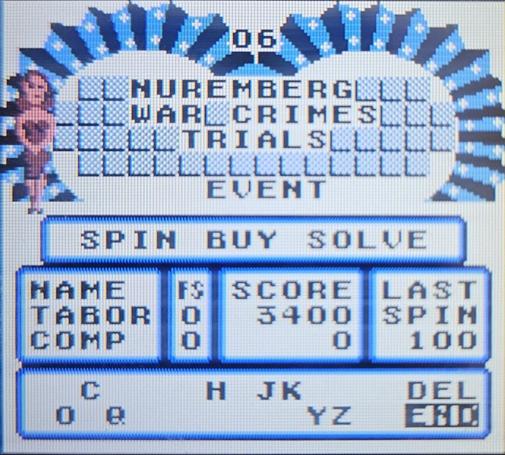 06
NUREMBERG
WAR CRIMES
TRIALS
EVENT
SPIN BUY SOLVE
NAME FS SCORE LAST
TABOR 0 3400 SPIN
COMP 0 0 100
C H JK DEL
O Q YZ END